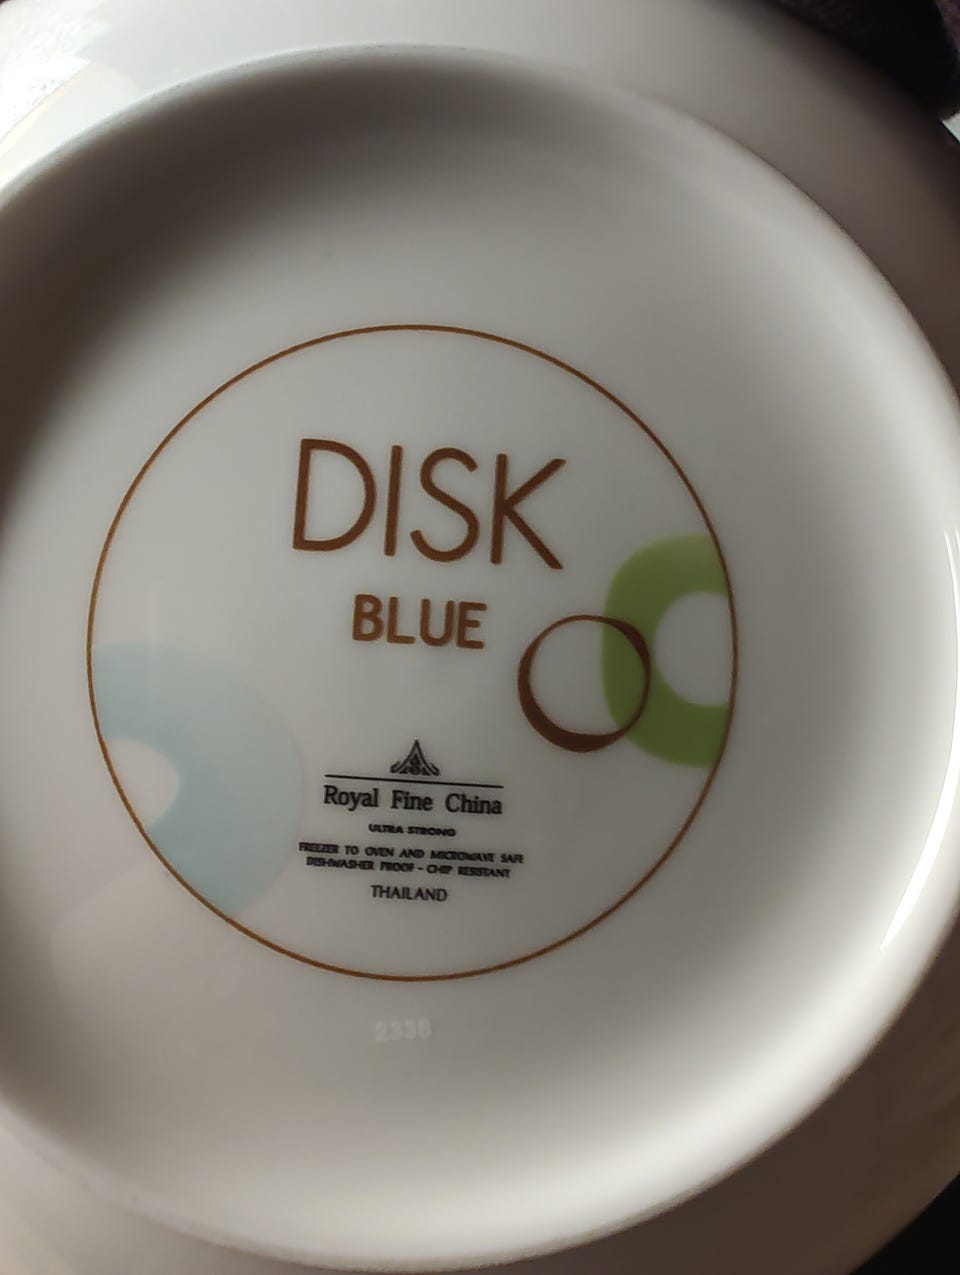 DISK
BLUE
Royal Fine China
ULTRA STRONG
FREEZER TO OVEN AND MICROWAVE SAFE
DISHWASHER PROOF - CHIP RESISTANT
THAILAND